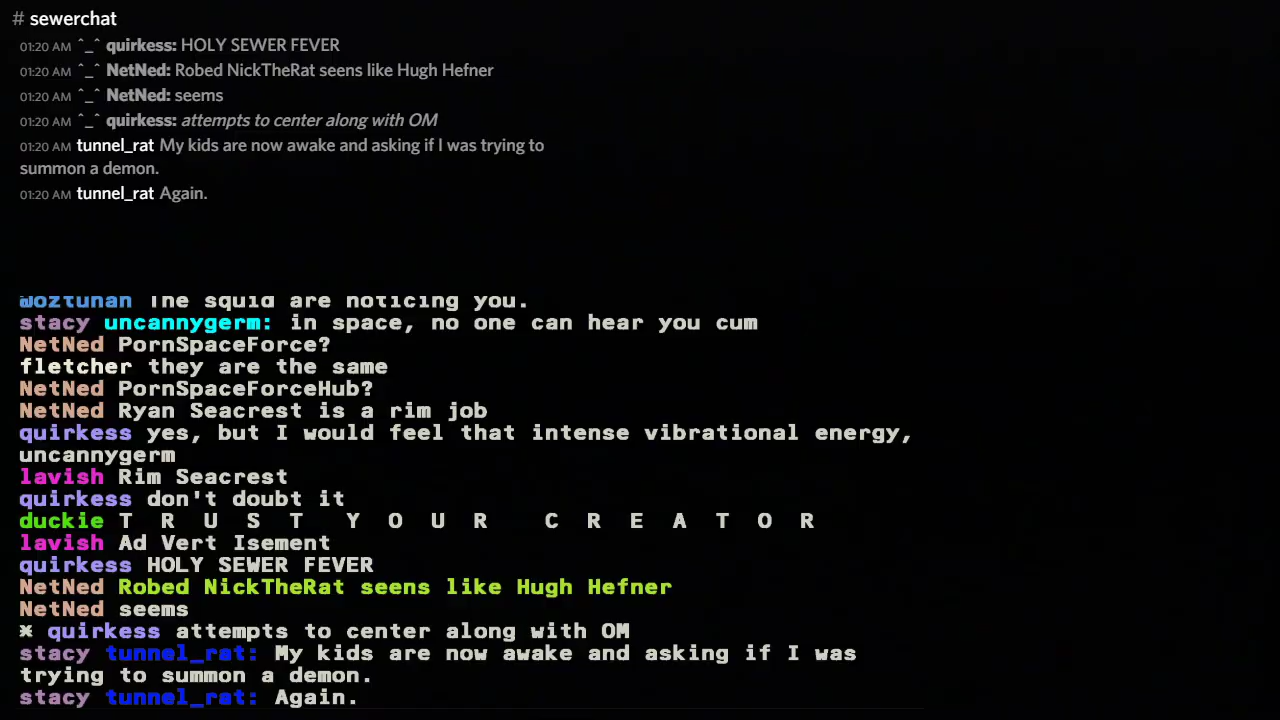 # sewerchat
01:20 AM ^_^ quirkess: HOLY SEWER FEVER
01:20 AM ^_^ NetNed: Robed NickTheRat seens like Hugh Hefner
01:20 AM ^_^ NetNed: seems
01:20 AM ^_^ quirkess: attempts to center along with OM
01:20 AM tunnel_rat My kids are now awake and asking if I was trying to
summon a demon.
01:20 AM tunnel_rat Again.
woztunan The squid are noticing you.
stacy uncannygerm: in space, no one can hear you cum
NetNed PornSpaceForce?
fletcher they are the same
NetNed PornSpaceForceHub?
NetNed Ryan Seacrest is a rim job
quirkess yes, but I would feel that intense vibrational energy,
uncannygerm
lavish Rim Seacrest
quirkess don't doubt it
duckie T R U S T Y O U R C R E A T O R
lavish Ad Vert Isement
quirkess HOLY SEWER FEVER
NetNed Robed NickTheRat seens like Hugh Hefner
NetNed seems
* quirkess attempts to center along with OM
stacy tunnel_rat: My kids are now awake and asking if I was
trying to summon a demon.
stacy tunnel_rat: Again.